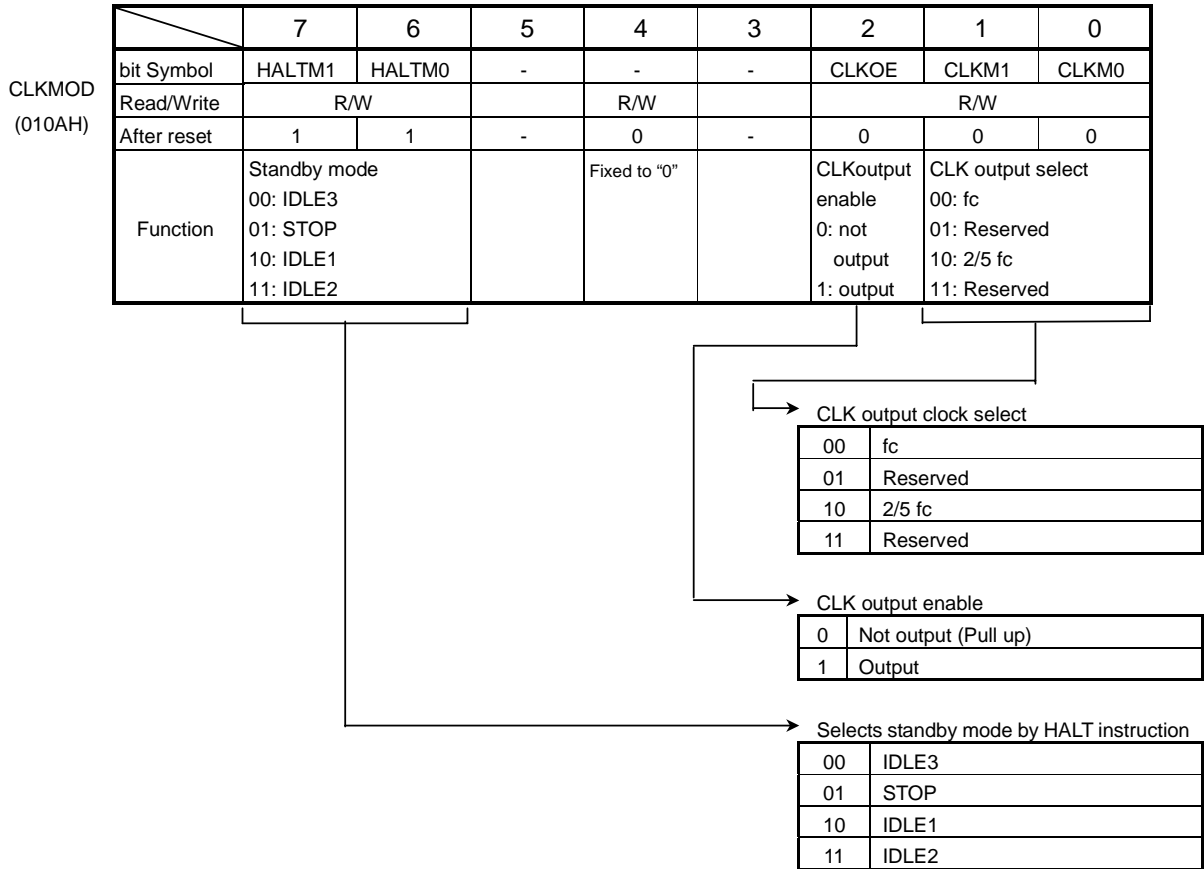 7 6 5 4 3 2 1 0
bit Symbol HALTM1 HALTM0 - - - CLKOE CLKM1 CLKM0
CLKMOD
(010AH)
Read/Write R/W R/W R/W
After reset 1 1 - 0 - 0 0 0
Function
Standby mode
00: IDLE3
01: STOP
10: IDLE1
11: IDLE2
Fixed to “0”
CLKoutput
enable
0: not
output
1: output
CLK output select
00: fc
01: Reserved
10: 2/5 fc
11: Reserved
CLK output clock select
00 fc
01 Reserved
10 2/5 fc
11 Reserved
CLK output enable
0 Not output (Pull up)
1 Output
Selects standby mode by HALT instruction
00 IDLE3
01 STOP
10 IDLE1
11 IDLE2